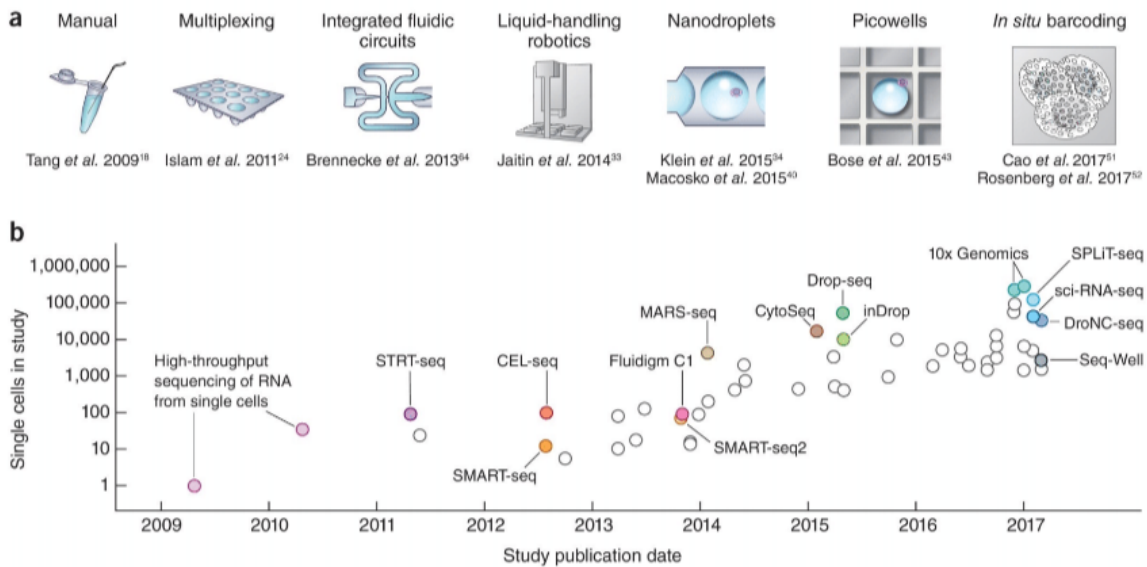 a
Manual
Multiplexing
Integrated fluidic
circuits
Liquid-handling
robotics
Nanodroplets
Picowells
In situ barcoding
Tang et al. 2009¹⁸
Islam et al. 2011²⁴
Brennecke et al. 2013⁶⁴
Jaitin et al. 2014³³
Klein et al. 2015³⁴
Macosko et al. 2015⁴⁰
Bose et al. 2015⁴³
Cao et al. 2017⁵¹
Rosenberg et al. 2017⁵²
b
Single cells in study
1,000,000
100,000
10,000
1,000
100
10
1
High-throughput
sequencing of RNA
from single cells
STRT-seq
CEL-seq
SMART-seq
Fluidigm C1
SMART-seq2
MARS-seq
CytoSeq
Drop-seq
inDrop
10x Genomics
SPLiT-seq
sci-RNA-seq
DroNC-seq
Seq-Well
2009
2010
2011
2012
2013
2014
2015
2016
2017
Study publication date